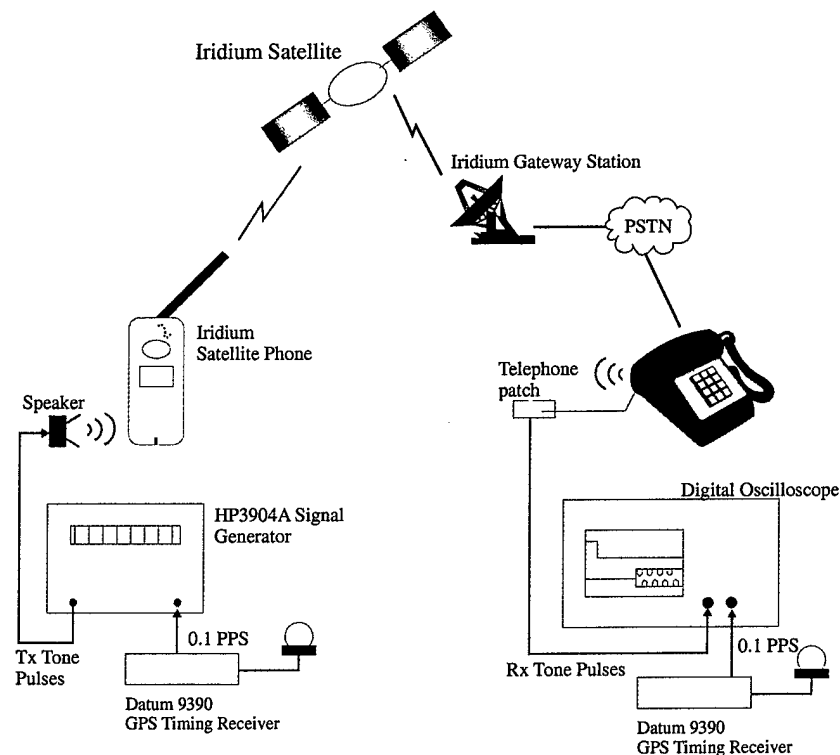 Iridium Satellite
Iridium Gateway Station
PSTN
Iridium
Satellite Phone
Telephone
patch
Speaker
Digital Oscilloscope
HP3904A Signal
Generator
0.1 PPS
0.1 PPS
Tx Tone
Pulses
Rx Tone Pulses
Datum 9390
GPS Timing Receiver
Datum 9390
GPS Timing Receiver